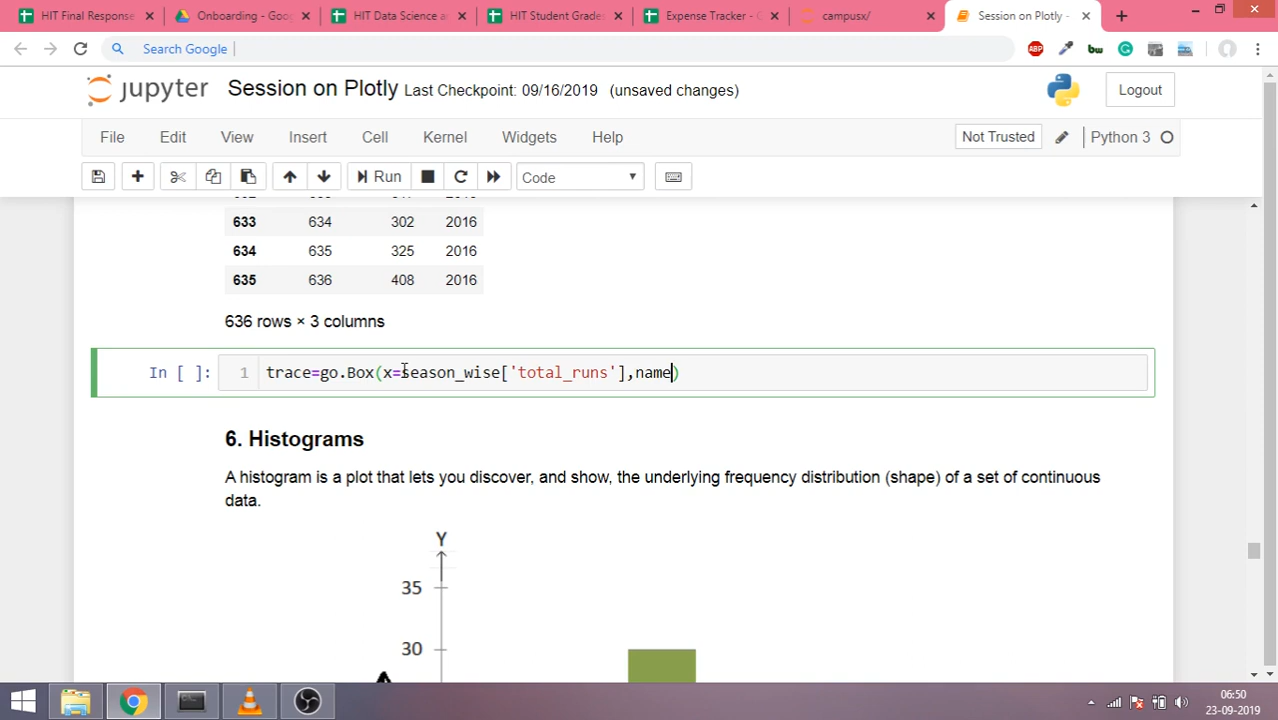 HIT Final Response
Onboarding - Goo
HIT Data Science a
HIT Student Grade
Expense Tracker - C
campusx/
Session on Plotly -
Search Google
ABP
bw
jupyter Session on Plotly Last Checkpoint: 09/16/2019 (unsaved changes)
Logout
File Edit View Insert Cell Kernel Widgets Help
Not Trusted
Python 3
Run
Code
633 634 302 2016
634 635 325 2016
635 636 408 2016
636 rows × 3 columns
In [ ]: 1 trace=go.Box(x=season_wise['total_runs'],name)
6. Histograms
A histogram is a plot that lets you discover, and show, the underlying frequency distribution (shape) of a set of continuous
data.
Y
35
30
06:50
23-09-2019